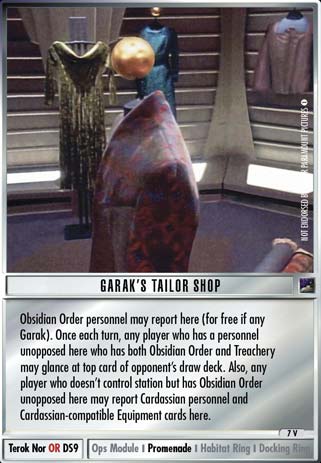 NOT ENDORSED BY OR PARAMOUNT PICTURES
GARAK'S TAILOR SHOP
Obsidian Order personnel may report here (for free if any
Garak). Once each turn, any player who has a personnel
unopposed here who has both Obsidian Order and Treachery
may glance at top card of opponent's draw deck. Also, any
player who doesn't control station but has Obsidian Order
unopposed here may report Cardassian personnel and
Cardassian-compatible Equipment cards here.
7 V
Terok Nor OR DS9 Ops Module | Promenade | Habitat Ring | Docking Ring